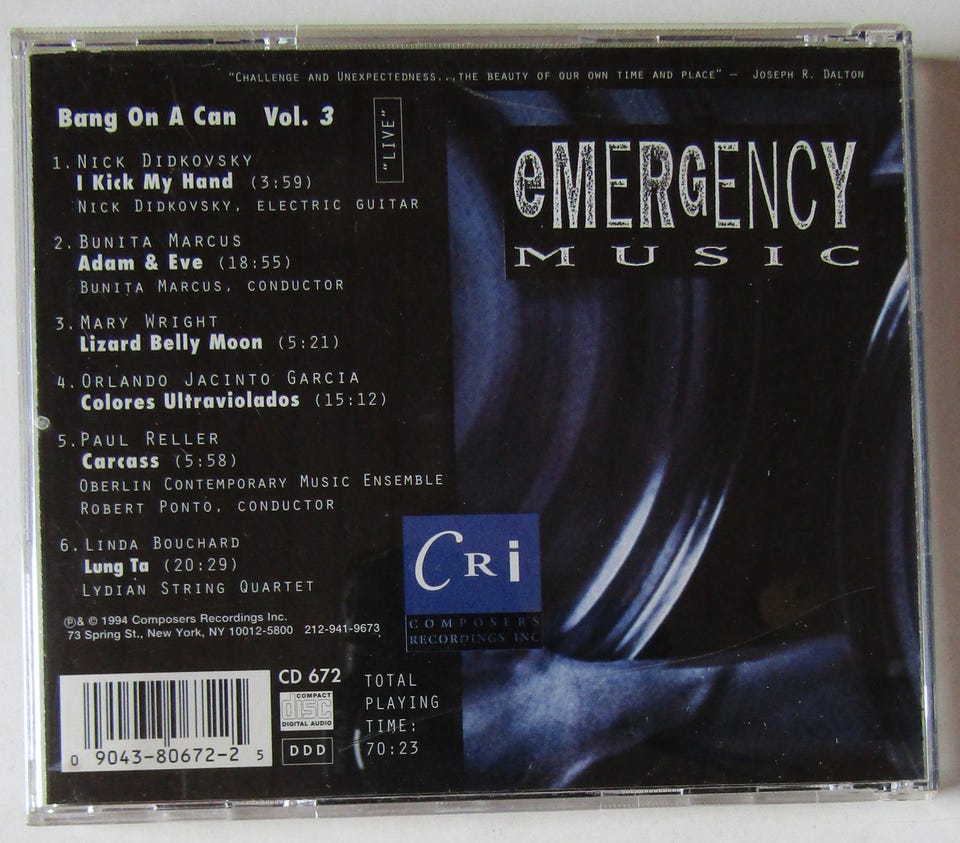 "CHALLENGE AND UNEXPECTEDNESS...THE BEAUTY OF OUR OWN TIME AND PLACE" — JOSEPH R. DALTON
Bang On A Can Vol. 3
"LIVE"
1. NICK DIDKOVSKY
I Kick My Hand (3:59)
NICK DIDKOVSKY, ELECTRIC GUITAR
2. BUNITA MARCUS
Adam & Eve (18:55)
BUNITA MARCUS, CONDUCTOR
3. MARY WRIGHT
Lizard Belly Moon (5:21)
4. ORLANDO JACINTO GARCIA
Colores Ultraviolados (15:12)
5. PAUL RELLER
Carcass (5:58)
OBERLIN CONTEMPORARY MUSIC ENSEMBLE
ROBERT PONTO, CONDUCTOR
6. LINDA BOUCHARD
Lung Ta (20:29)
LYDIAN STRING QUARTET
℗& © 1994 Composers Recordings Inc.
73 Spring St., New York, NY 10012-5800 212-941-9673
eMERGENCY
MUSIC
CRi
COMPOSERS
RECORDINGS INC
0 9043-80672-2 5
CD 672
COMPACT
disc
DIGITAL AUDIO
DDD
TOTAL
PLAYING
TIME:
70:23